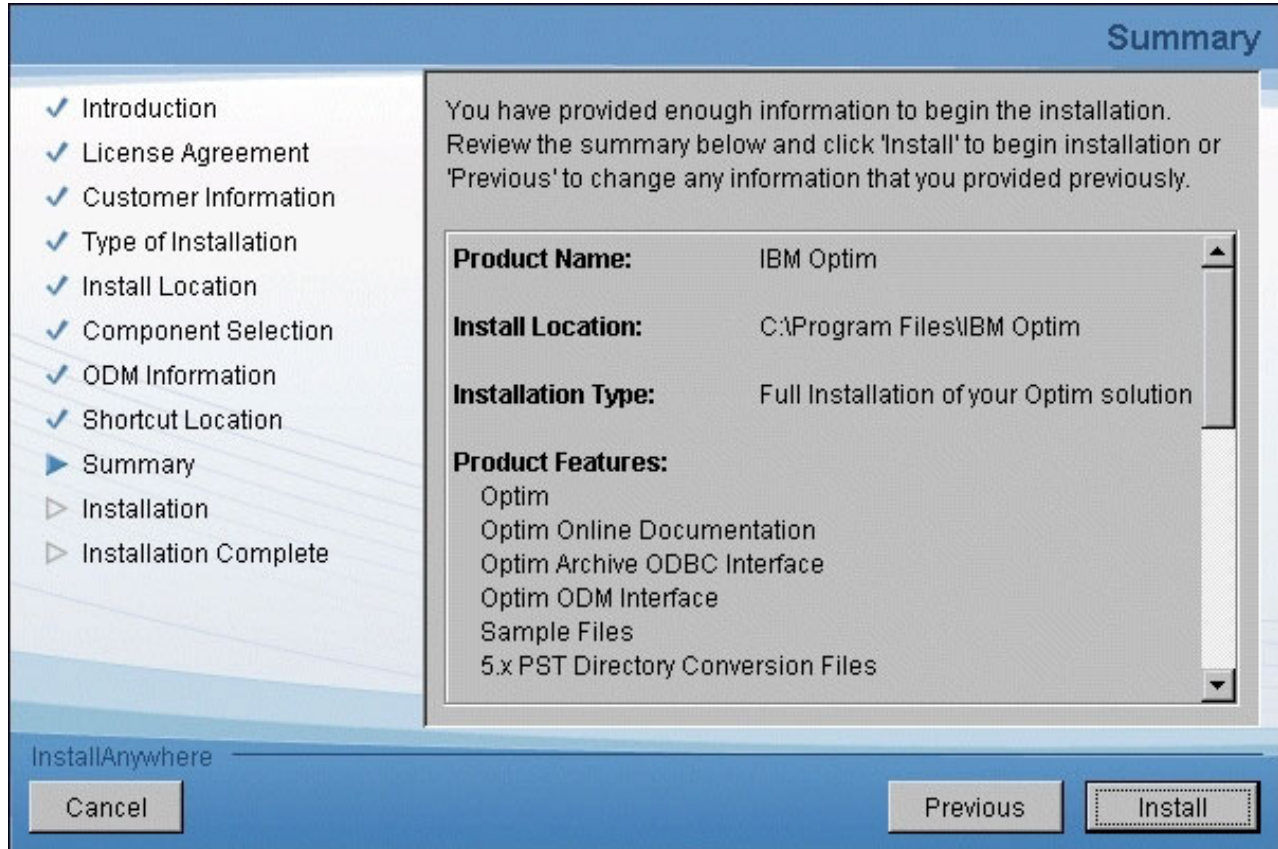 Summary
Introduction
License Agreement
Customer Information
Type of Installation
Install Location
Component Selection
ODM Information
Shortcut Location
Summary
Installation
Installation Complete
You have provided enough information to begin the installation.
Review the summary below and click 'Install' to begin installation or
'Previous' to change any information that you provided previously.
Product Name: IBM Optim
Install Location: C:\Program Files\IBM Optim
Installation Type: Full Installation of your Optim solution
Product Features:
Optim
Optim Online Documentation
Optim Archive ODBC Interface
Optim ODM Interface
Sample Files
5.x PST Directory Conversion Files
InstallAnywhere
Cancel
Previous
Install